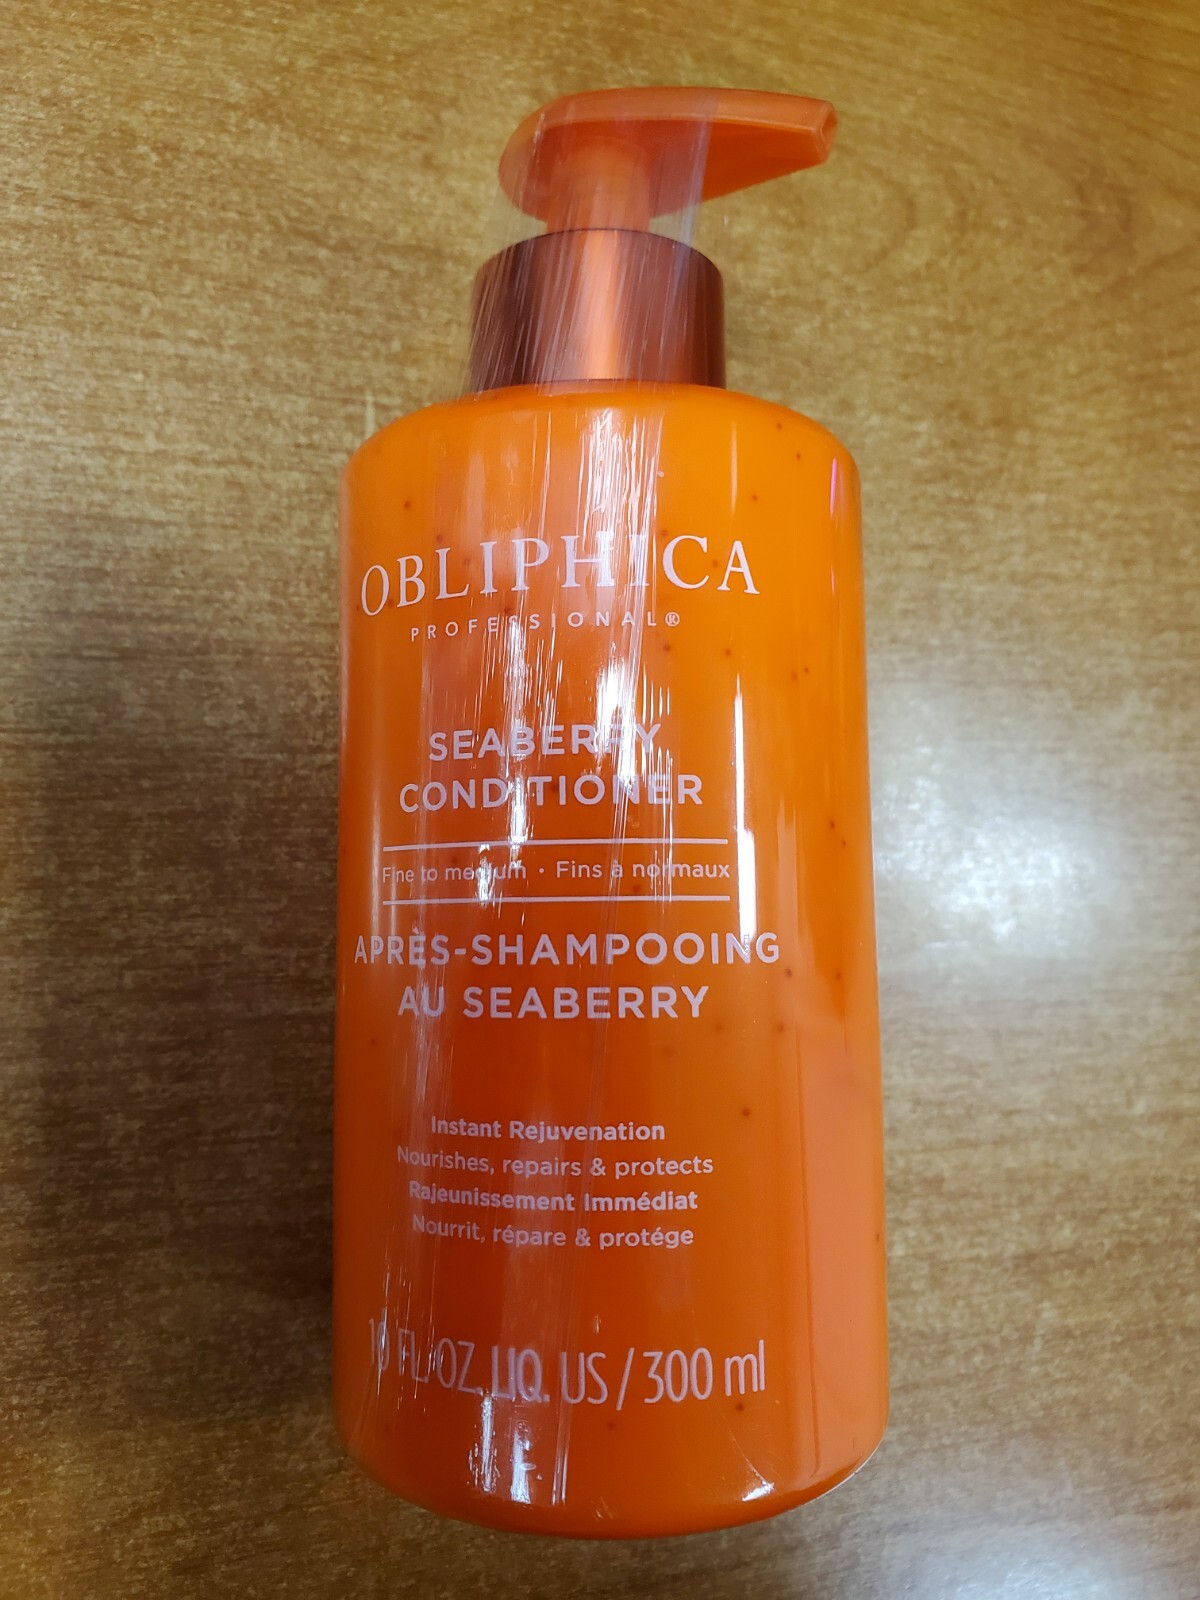 OBLIPHICA
PROFESSIONAL®
SEABERRY
CONDITIONER
Fine to medium • Fins à normaux
APRÈS-SHAMPOOING
AU SEABERRY
Instant Rejuvenation
Nourishes, repairs & protects
Rajeunissement Immédiat
Nourrit, répare & protége
10 FL/OZ. LIQ. US / 300 ml